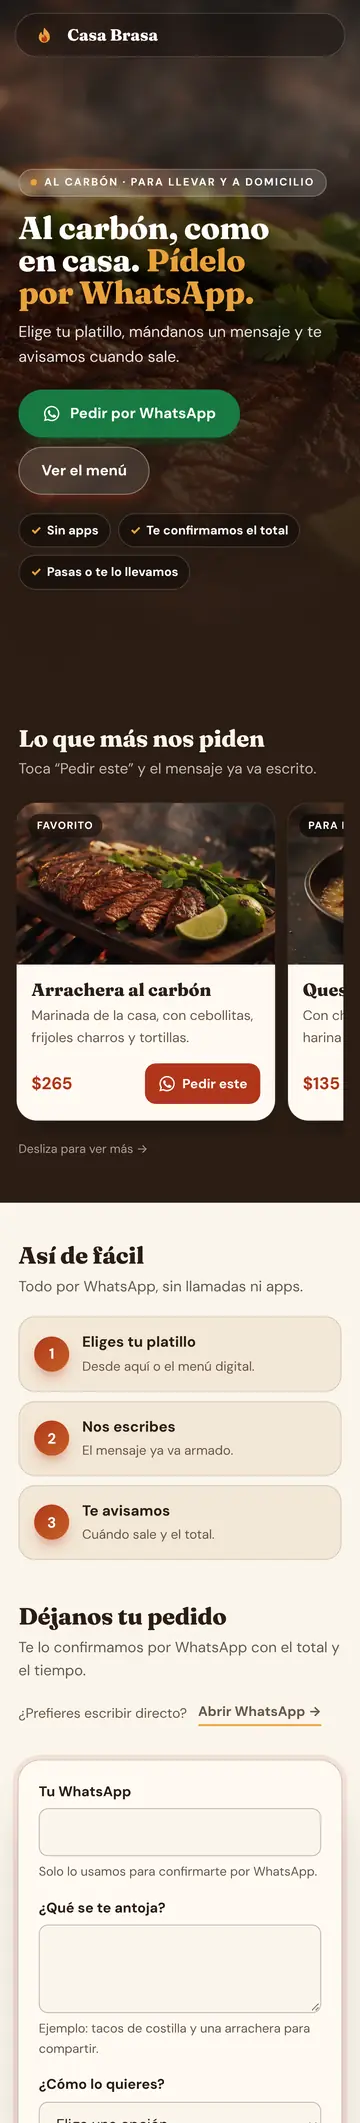 Casa Brasa
AL CARBÓN · PARA LLEVAR Y A DOMICILIO
Al carbón, como
en casa. Pídelo
por WhatsApp.
Elige tu platillo, mándanos un mensaje y te
avisamos cuando sale.
Pedir por WhatsApp
Ver el menú
✓ Sin apps
✓ Te confirmamos el total
✓ Pasas o te lo llevamos
Lo que más nos piden
Toca “Pedir este” y el mensaje ya va escrito.
FAVORITO
Arrachera al carbón
Marinada de la casa, con cebollitas,
frijoles charros y tortillas.
$265
Pedir este
PARA
Ques
Con ch
harina
$135
Desliza para ver más →
Así de fácil
Todo por WhatsApp, sin llamadas ni apps.
1
Eliges tu platillo
Desde aquí o el menú digital.
2
Nos escribes
El mensaje ya va armado.
3
Te avisamos
Cuándo sale y el total.
Déjanos tu pedido
Te lo confirmamos por WhatsApp con el total y
el tiempo.
¿Prefieres escribir directo? Abrir WhatsApp →
Tu WhatsApp
Solo lo usamos para confirmarte por WhatsApp.
¿Qué se te antoja?
Ejemplo: tacos de costilla y una arrachera para
compartir.
¿Cómo lo quieres?
Elige una opción